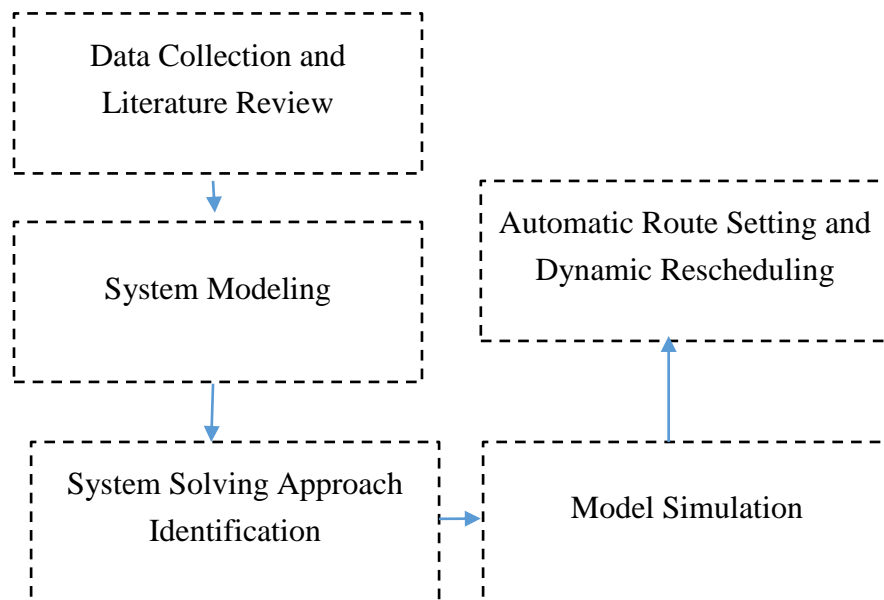 Data Collection and
Literature Review
System Modeling
System Solving Approach
Identification
Model Simulation
Automatic Route Setting and
Dynamic Rescheduling